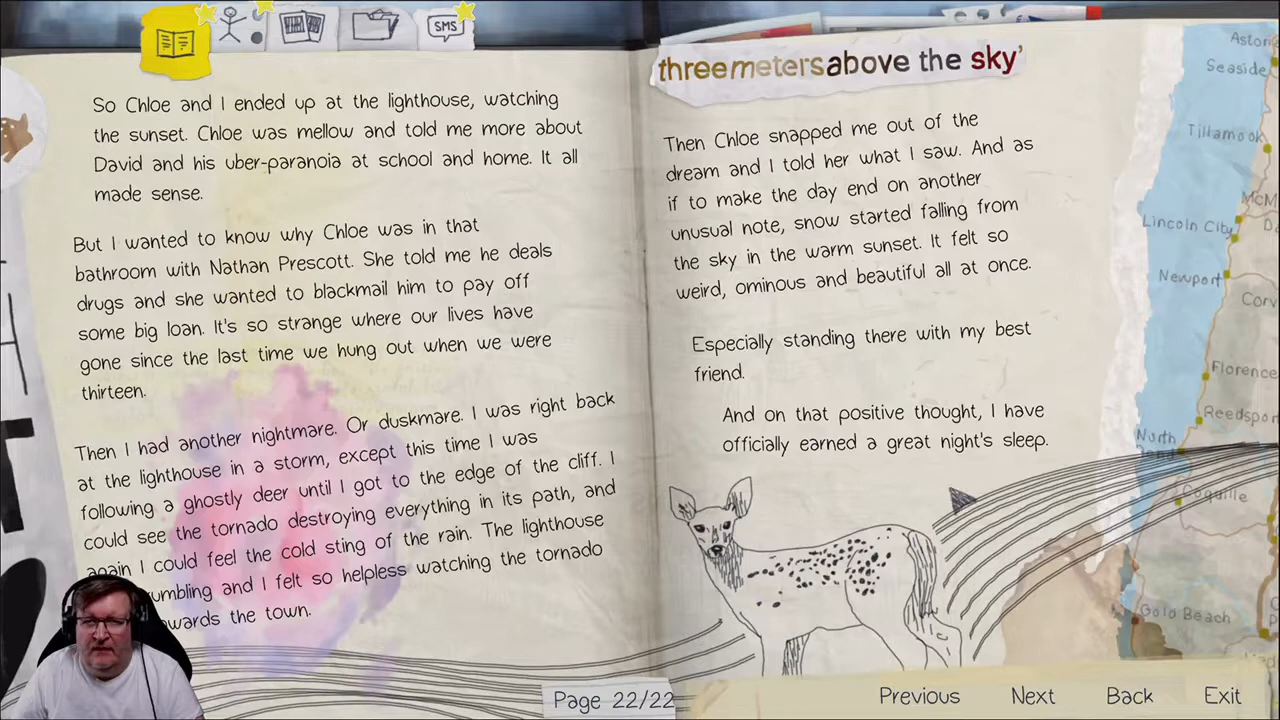 SMS
So Chloe and I ended up at the lighthouse, watching
the sunset. Chloe was mellow and told me more about
David and his uber-paranoia at school and home. It all
made sense.
But I wanted to know why Chloe was in that
bathroom with Nathan Prescott. She told me he deals
drugs and she wanted to blackmail him to pay off
some big loan. It's so strange where our lives have
gone since the last time we hung out when we were
thirteen.
Then I had another nightmare. Or duskmare. I was right back
at the lighthouse in a storm, except this time I was
following a ghostly deer until I got to the edge of the cliff. I
could see the tornado destroying everything in its path, and
again I could feel the cold sting of the rain. The lighthouse
umbling and I felt so helpless watching the tornado
wards the town.
threemetersabove the sky'
Then Chloe snapped me out of the
dream and I told her what I saw. And as
if to make the day end on another
unusual note, snow started falling from
the sky in the warm sunset. It felt so
weird, ominous and beautiful all at once.
Especially standing there with my best
friend.
And on that positive thought, I have
officially earned a great night's sleep.
Astori
Seaside
Tillamook
McM
Lincoln City
Newport
Corv
Florence
Reedspor
North
Coquille
Gold Beach
Page 22/22
Previous
Next
Back
Exit